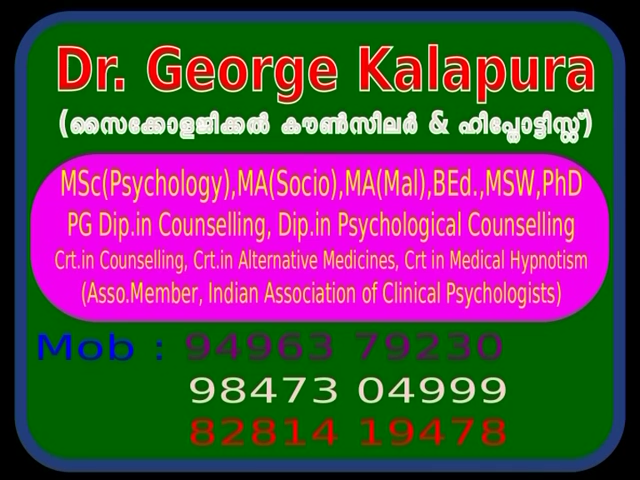 Dr. George Kalapura
(സൈക്കോളജിക്കൽ കൗൺസിലർ & ഹിപ്നോട്ടിസ്റ്റ്)
MSc(Psychology),MA(Socio),MA(Mal),BEd.,MSW,PhD
PG Dip.in Counselling, Dip.in Psychological Counselling
Crt.in Counselling, Crt.in Alternative Medicines, Crt in Medical Hypnotism
(Asso.Member, Indian Association of Clinical Psychologists)
Mob : 94963 79230
98473 04999
82814 19478